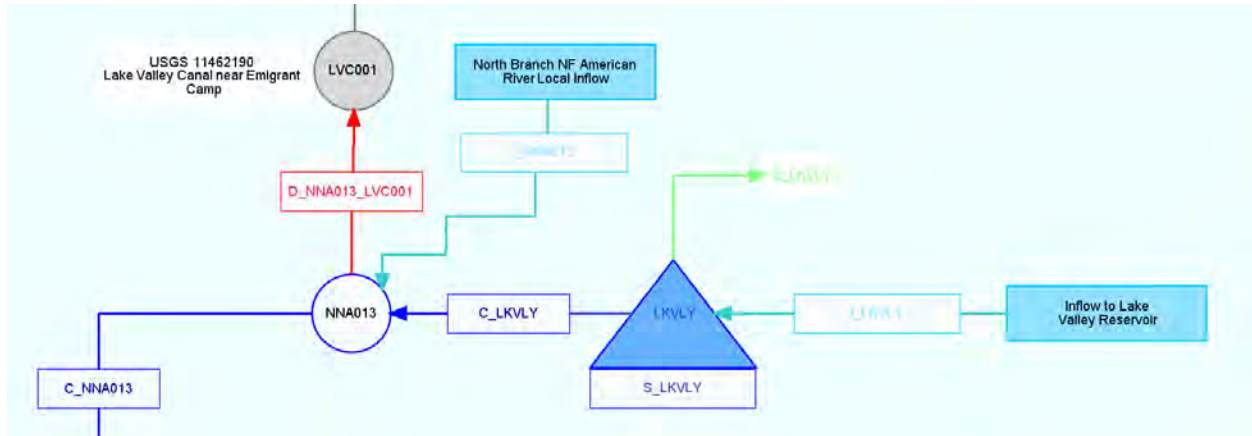 USGS 11462190
Lake Valley Canal near Emigrant
Camp
LVC001
North Branch NF American
River Local Inflow
D_NNA013_LVC001
NNA013
C_LKVLY
LKVLY
Inflow to Lake
Valley Reservoir
C_NNA013
S_LKVLY